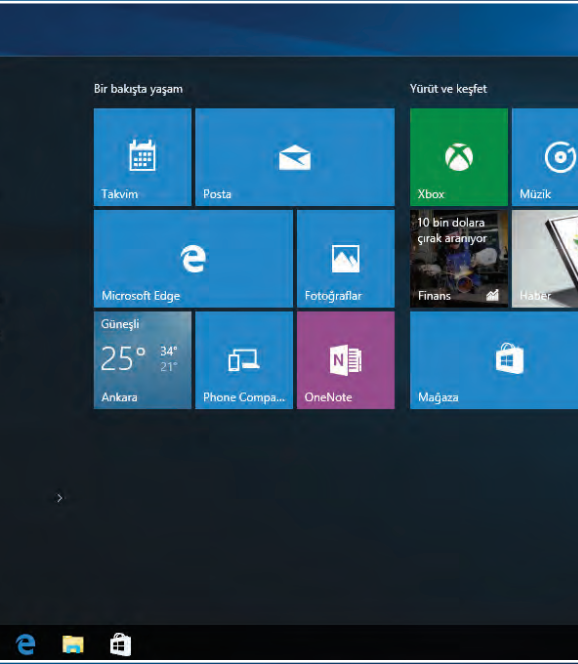 Bir bakışta yaşam
Yürüt ve keşfet
Takvim
Posta
Xbox
Müzik
Microsoft Edge
Fotoğraflar
10 bin dolara
çırak aranıyor
Finans
Haber
Güneşli
25° 34°
21°
Ankara
Phone Compa...
OneNote
N
Mağaza